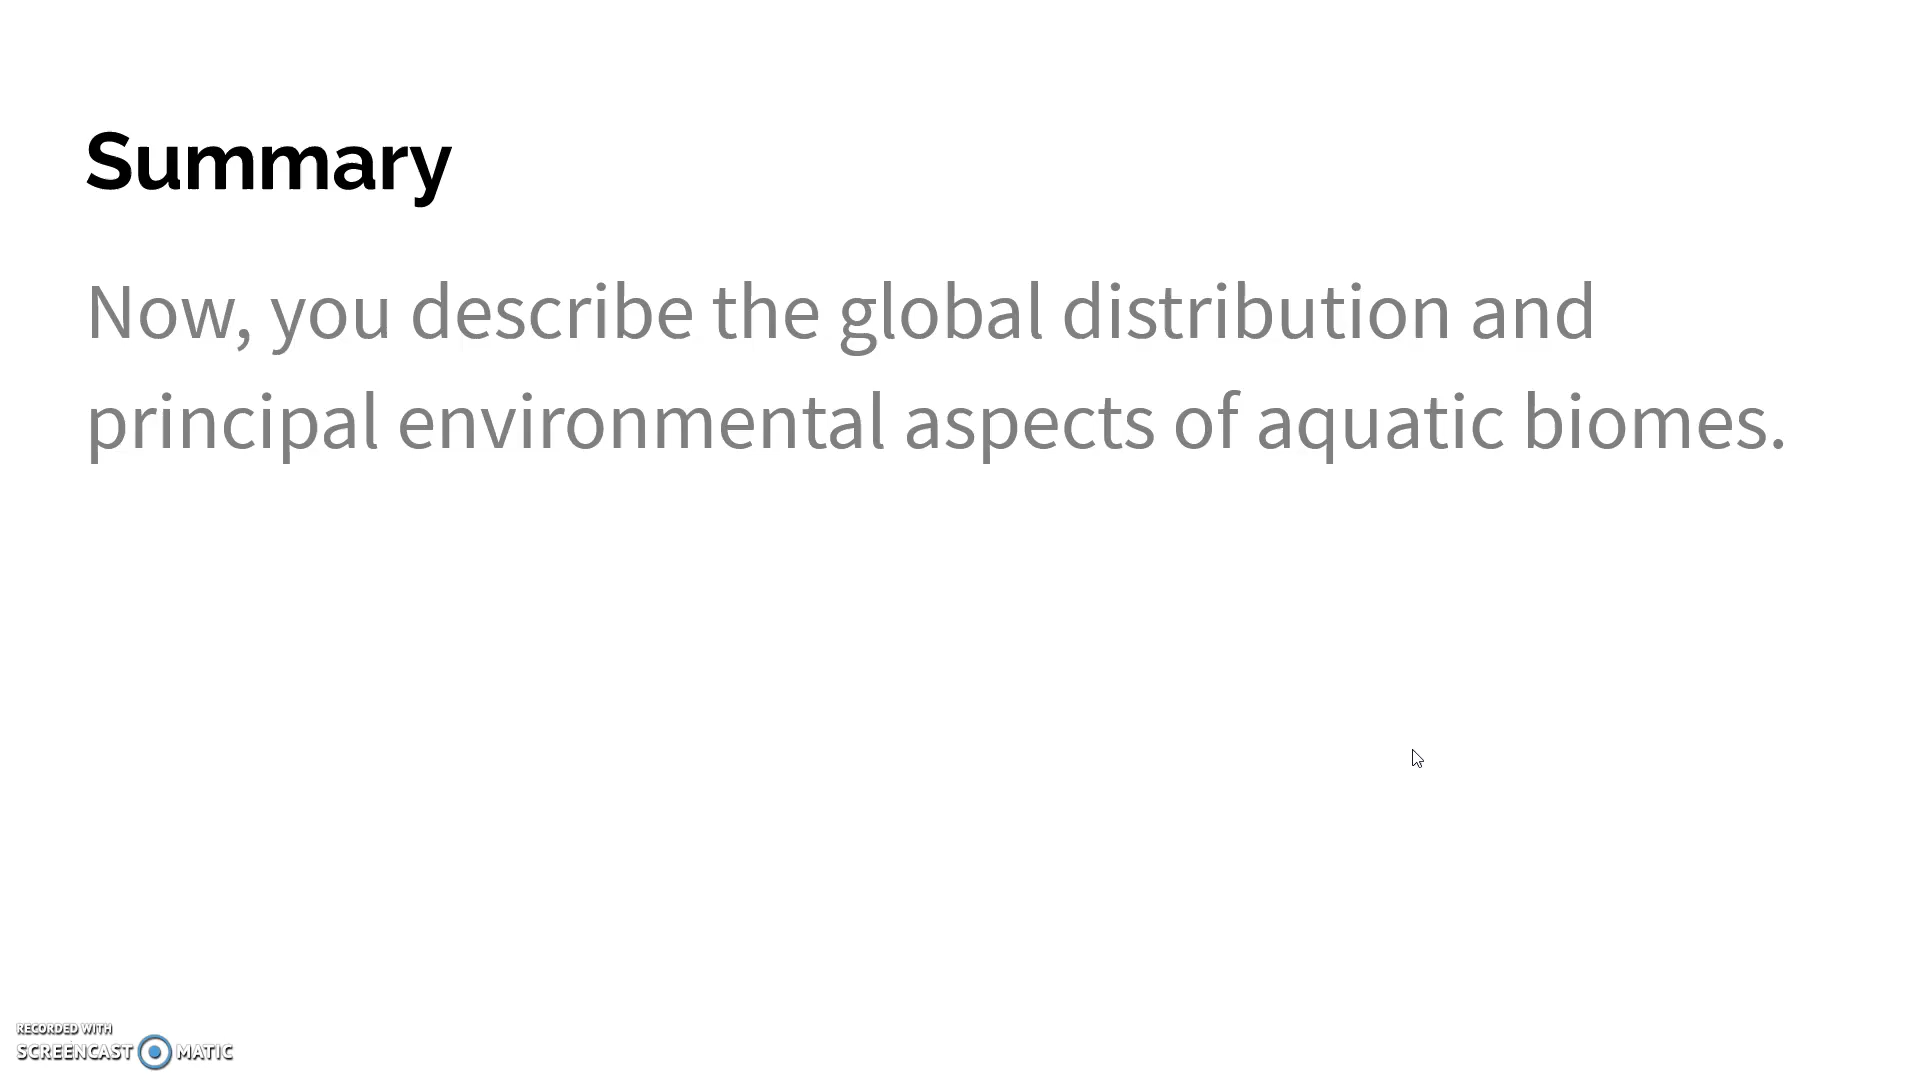 Summary
Now, you describe the global distribution and
principal environmental aspects of aquatic biomes.
RECORDED WITH
SCREENCAST MATIC